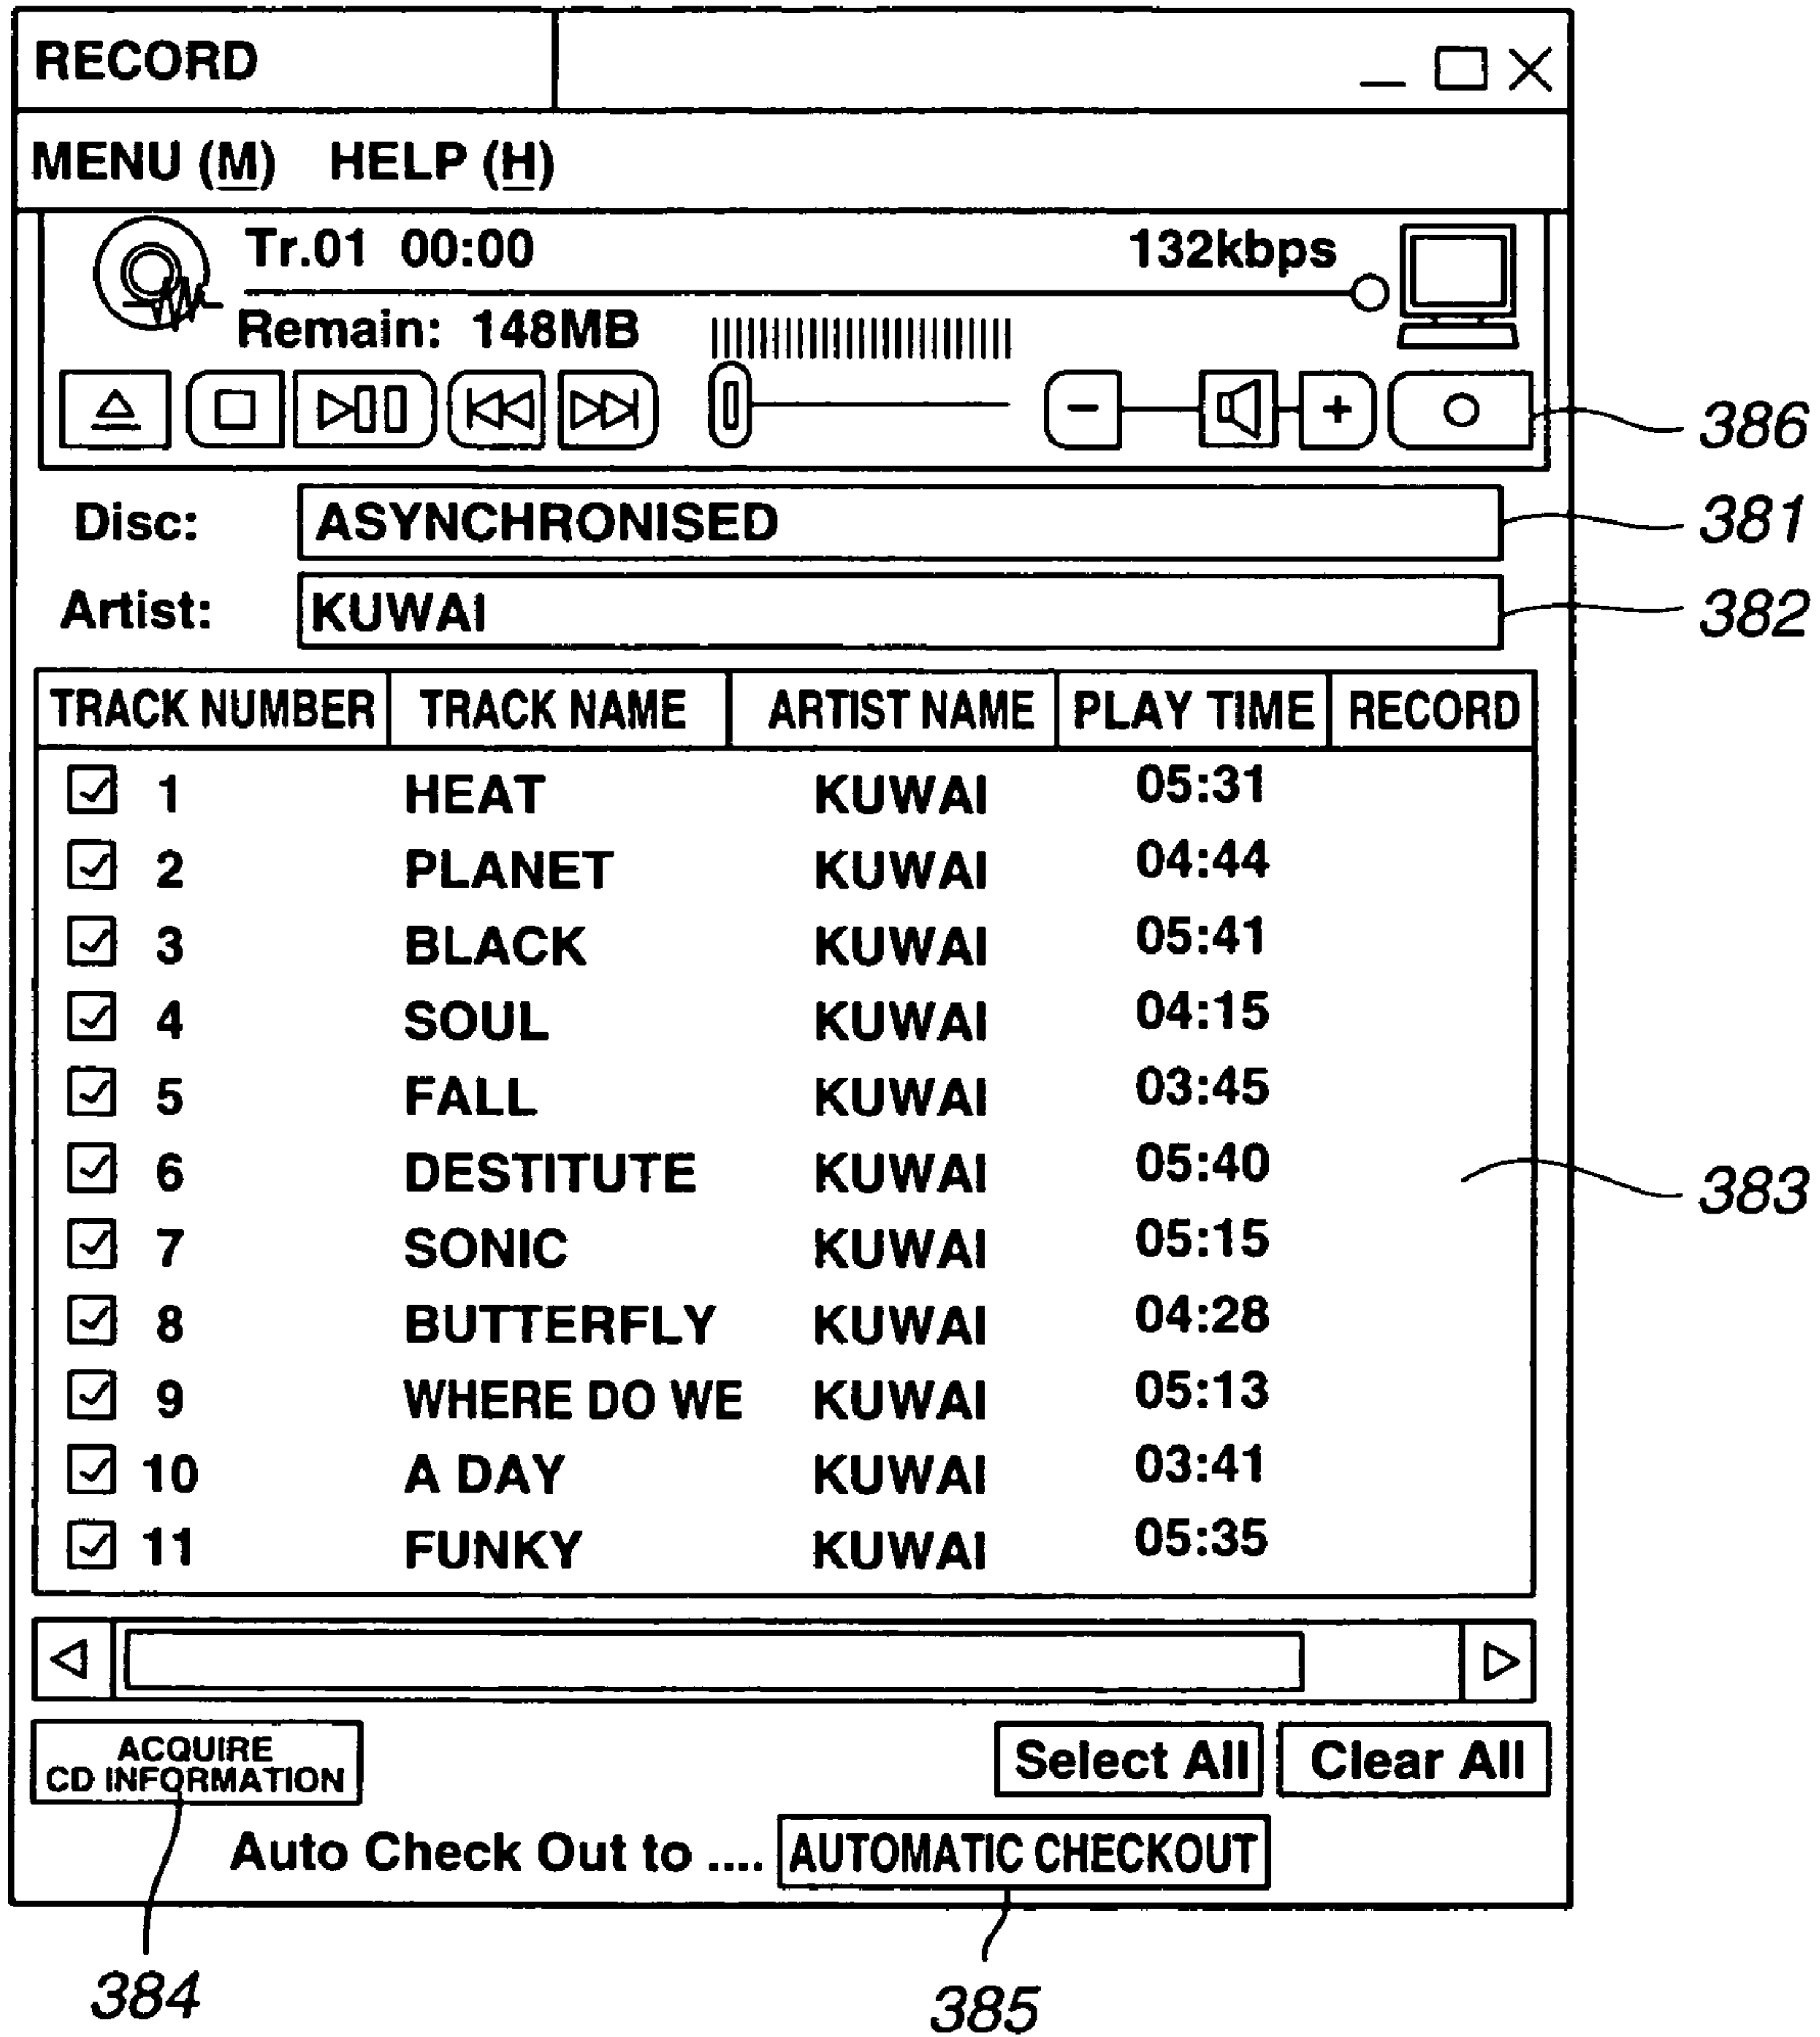 RECORD
MENU (M) HELP (H)
Tr.01 00:00 132kbps
Remain: 148MB
386
Disc: ASYNCHRONISED 381
Artist: KUWAI 382
TRACK NUMBER TRACK NAME ARTIST NAME PLAY TIME RECORD
1 HEAT KUWAI 05:31
2 PLANET KUWAI 04:44
3 BLACK KUWAI 05:41
4 SOUL KUWAI 04:15
5 FALL KUWAI 03:45
6 DESTITUTE KUWAI 05:40
383
7 SONIC KUWAI 05:15
8 BUTTERFLY KUWAI 04:28
9 WHERE DO WE KUWAI 05:13
10 A DAY KUWAI 03:41
11 FUNKY KUWAI 05:35
ACQUIRE
CD INFORMATION
Select All Clear All
Auto Check Out to .... AUTOMATIC CHECKOUT
384
385